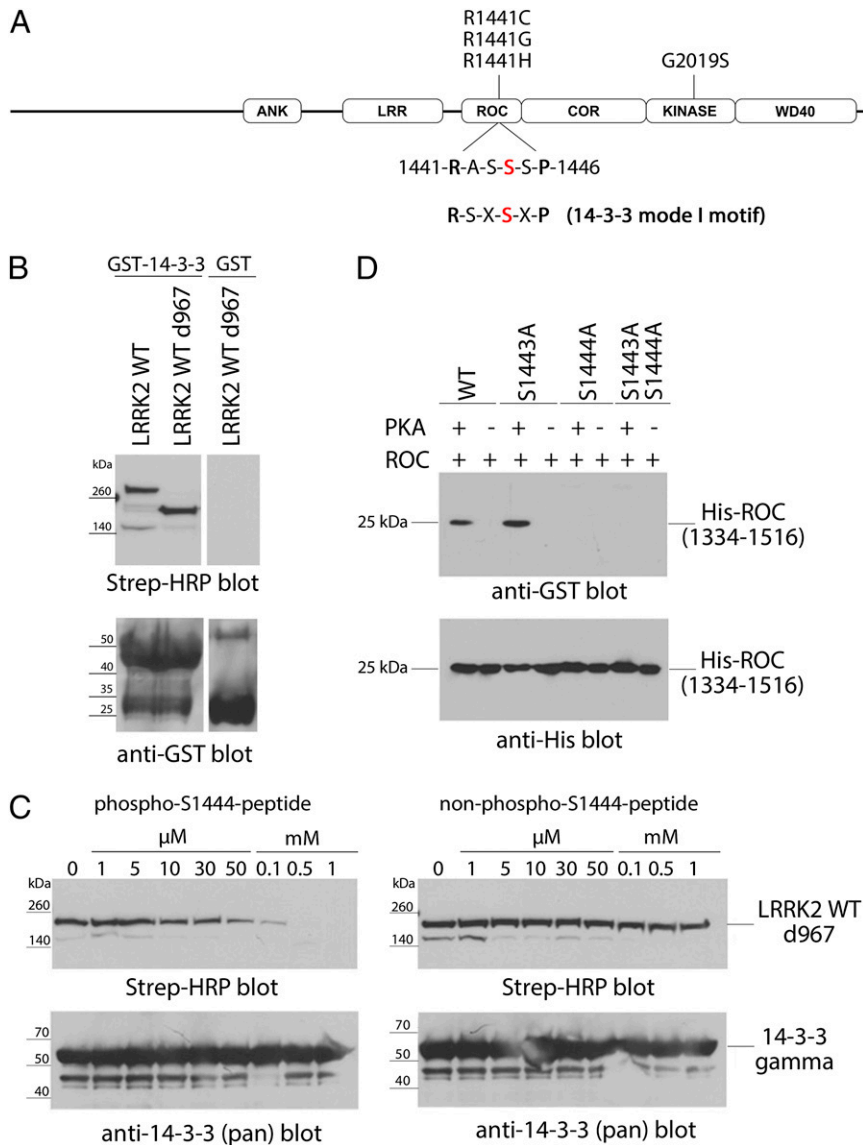 A
R1441C
R1441G
R1441H
G2019S
ANK LRR ROC COR KINASE WD40
1441-R-A-S-S-S-P-1446
R-S-X-S-X-P (14-3-3 mode I motif)
B
GST-14-3-3 GST
LRRK2 WT
LRRK2 WT d967
LRRK2 WT d967
kDa
260
140
Strep-HRP blot
50
40
35
25
anti-GST blot
D
WT
S1443A
S1444A
S1443A
S1444A
PKA + - + - + - + -
ROC + + + + + + + +
25 kDa
His-ROC
(1334-1516)
anti-GST blot
25 kDa
His-ROC
(1334-1516)
anti-His blot
C
phospho-S1444-peptide
µM mM
0 1 5 10 30 50 0.1 0.5 1
kDa
260
140
Strep-HRP blot
70
50
40
anti-14-3-3 (pan) blot
non-phospho-S1444-peptide
µM mM
0 1 5 10 30 50 0.1 0.5 1
kDa
260
140
LRRK2 WT
d967
Strep-HRP blot
70
50
40
14-3-3
gamma
anti-14-3-3 (pan) blot